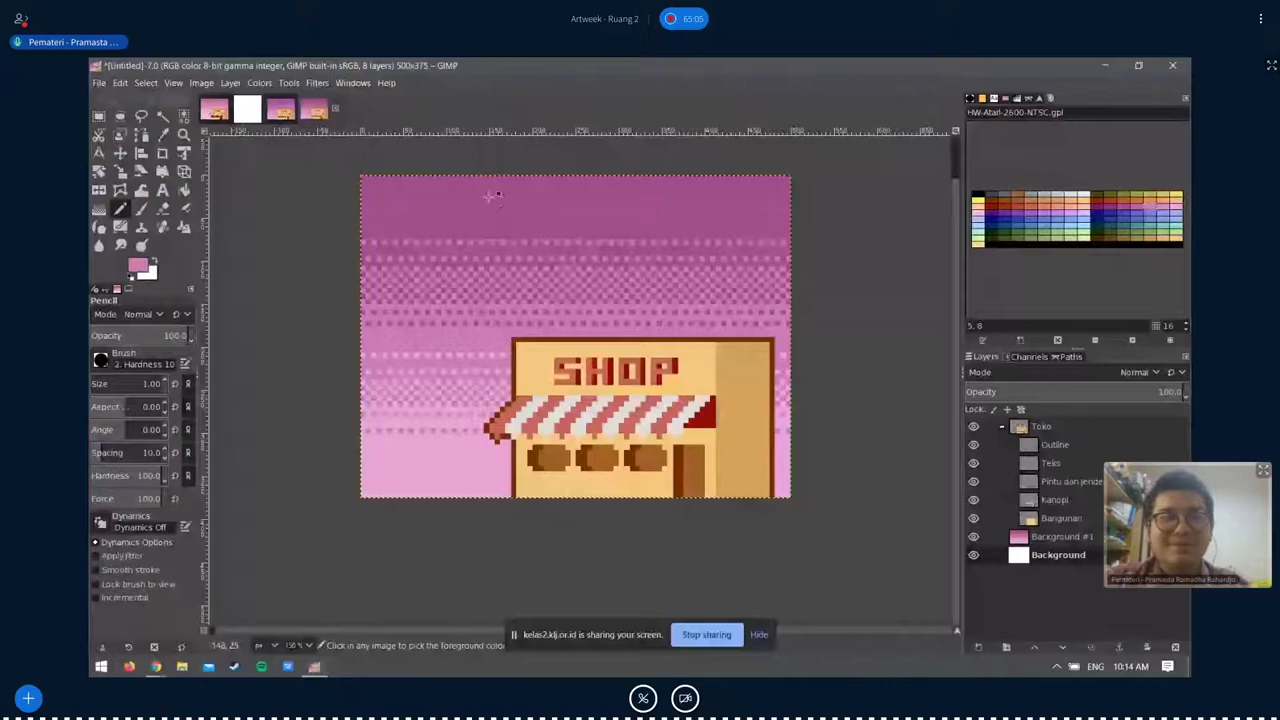 Artweek - Ruang 2
65:05
Pemateri - Pramasta ...
*[Untitled]-7.0 (RGB color 8-bit gamma integer, GIMP built-in sRGB, 8 layers) 500x375 – GIMP
File Edit Select View Image Layer Colors Tools Filters Windows Help
HW-Atari-2600-NTSC.gpl
SHOP
Pencil
Mode Normal
Opacity 100.0
Brush
2. Hardness 10
Size 1.00
Aspect ... 0.00
Angle 0.00
Spacing 10.0
Hardness 100.0
Force 100.0
Dynamics
Dynamics Off
Dynamics Options
Apply Jitter
Smooth stroke
Lock brush to view
Incremental
5, 8
16
Layers Channels Paths
Mode Normal
Opacity 100.0
Lock:
Toko
Outline
Teks
Pintu dan jende
Kanopi
Bangunan
Background #1
Background
Pemateri - Pramasta Ramadha Rahardjo
kelas2.klj.or.id is sharing your screen.
Stop sharing
Hide
148, 25 px 150 % Click in any image to pick the foreground color
ENG 10:14 AM